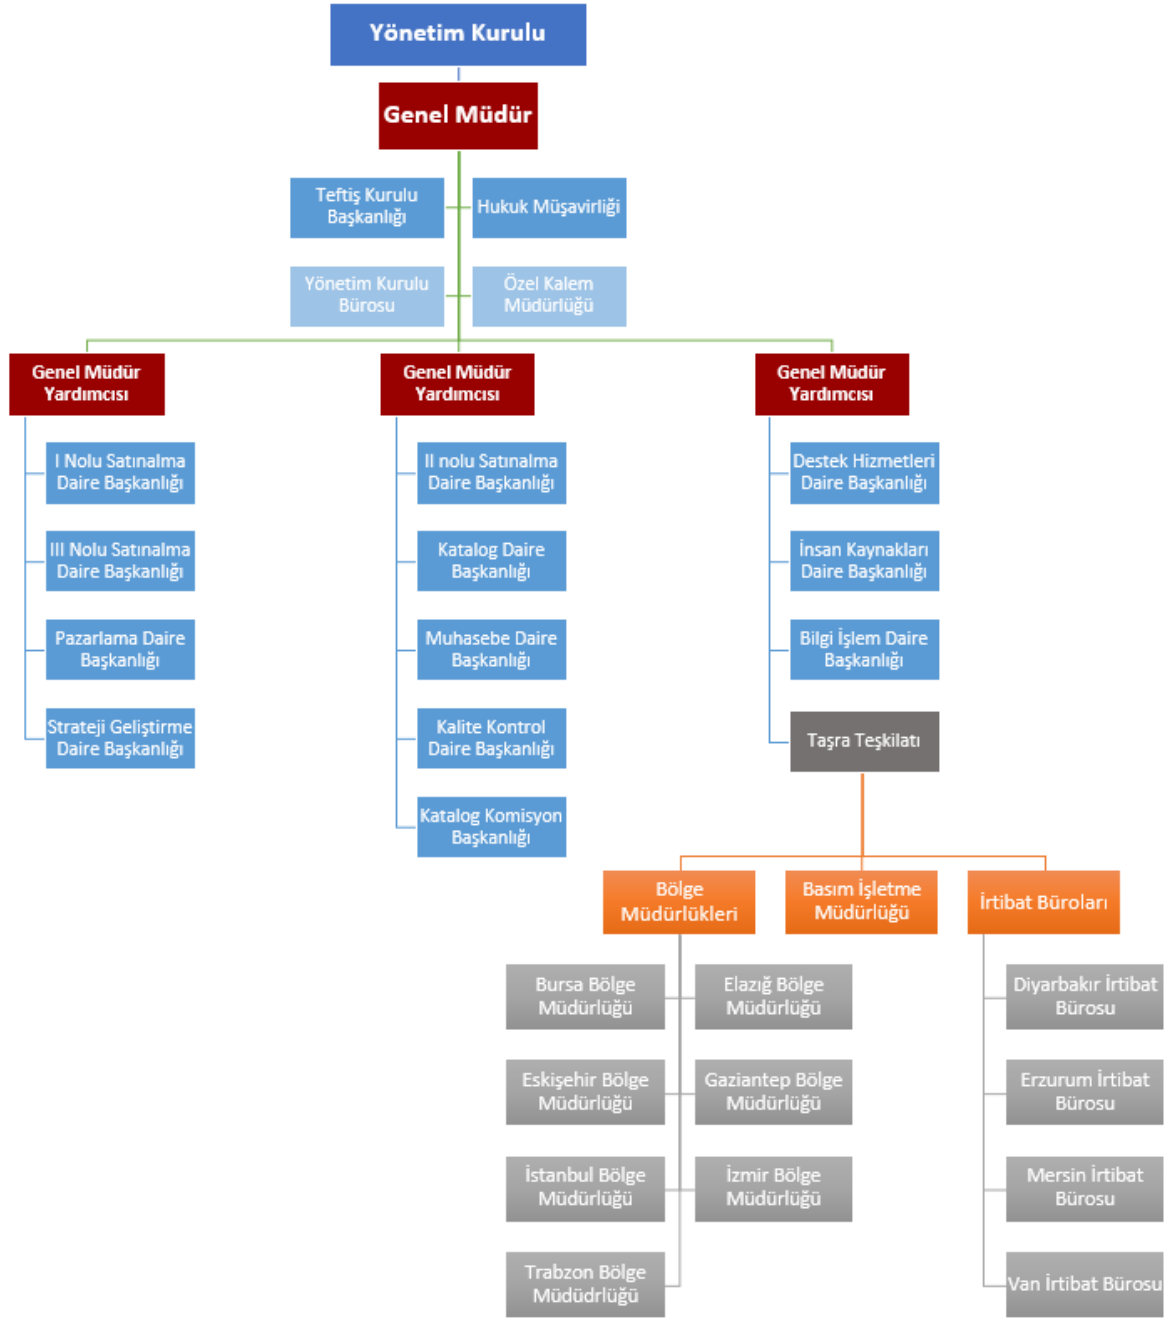 Yönetim Kurulu
Genel Müdür
Teftiş Kurulu
Başkanlığı
Hukuk Müşavirliği
Yönetim Kurulu
Bürosu
Özel Kalem
Müdürlüğü
Genel Müdür
Yardımcısı
I Nolu Satınalma
Daire Başkanlığı
III Nolu Satınalma
Daire Başkanlığı
Pazarlama Daire
Başkanlığı
Strateji Geliştirme
Daire Başkanlığı
Genel Müdür
Yardımcısı
II nolu Satınalma
Daire Başkanlığı
Katalog Daire
Başkanlığı
Muhasebe Daire
Başkanlığı
Kalite Kontrol
Daire Başkanlığı
Katalog Komisyon
Başkanlığı
Genel Müdür
Yardımcısı
Destek Hizmetleri
Daire Başkanlığı
İnsan Kaynakları
Daire Başkanlığı
Bilgi İşlem Daire
Başkanlığı
Taşra Teşkilatı
Bölge
Müdürlükleri
Bursa Bölge
Müdürlüğü
Elazığ Bölge
Müdürlüğü
Eskişehir Bölge
Müdürlüğü
Gaziantep Bölge
Müdürlüğü
İstanbul Bölge
Müdürlüğü
İzmir Bölge
Müdürlüğü
Trabzon Bölge
Müdüdrlüğü
Basım İşletme
Müdürlüğü
İrtibat Büroları
Diyarbakır İrtibat
Bürosu
Erzurum İrtibat
Bürosu
Mersin İrtibat
Bürosu
Van İrtibat Bürosu